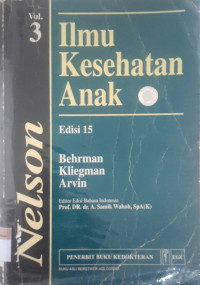 Vol.
3
Ilmu
Kesehatan
Anak
Edisi 15
Behrman
Kliegman
Arvin
Editor Edisi Bahasa Indonesia
Prof. DR. dr. A. Samik Wahab, SpA(K)
Nelson
PENERBIT BUKU KEDOKTERAN
EGC